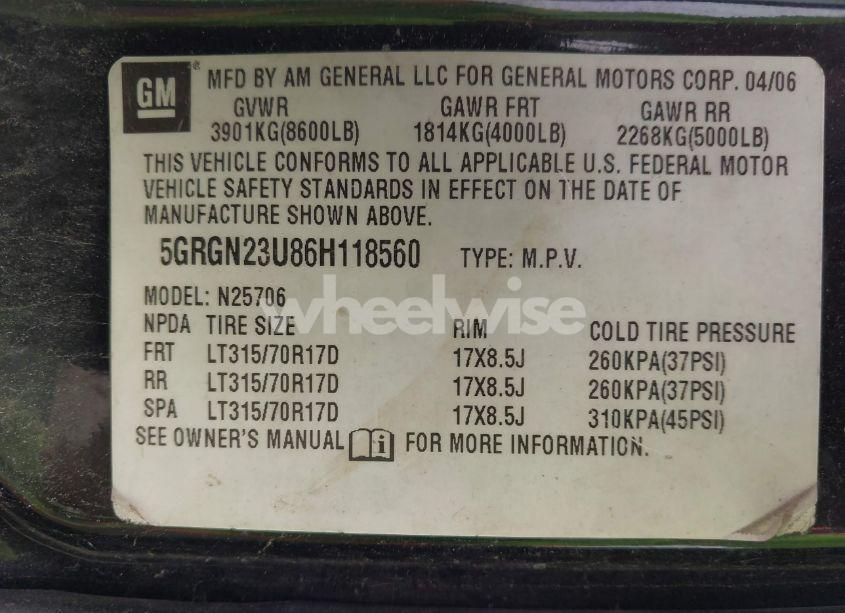 GM
® MFD BY AM GENERAL LLC FOR GENERAL MOTORS CORP. 04/06
GVWR GAWR FRT GAWR RR
3901KG(8600LB) 1814KG(4000LB) 2268KG(5000LB)
THIS VEHICLE CONFORMS TO ALL APPLICABLE U.S. FEDERAL MOTOR
VEHICLE SAFETY STANDARDS IN EFFECT ON THE DATE OF
MANUFACTURE SHOWN ABOVE.
5GRGN23U86H118560 TYPE: M.P.V.
MODEL: N25706
wheelwise
NPDA TIRE SIZE RIM COLD TIRE PRESSURE
FRT LT315/70R17D 17X8.5J 260KPA(37PSI)
RR LT315/70R17D 17X8.5J 260KPA(37PSI)
SPA LT315/70R17D 17X8.5J 310KPA(45PSI)
SEE OWNER'S MANUAL i FOR MORE INFORMATION.